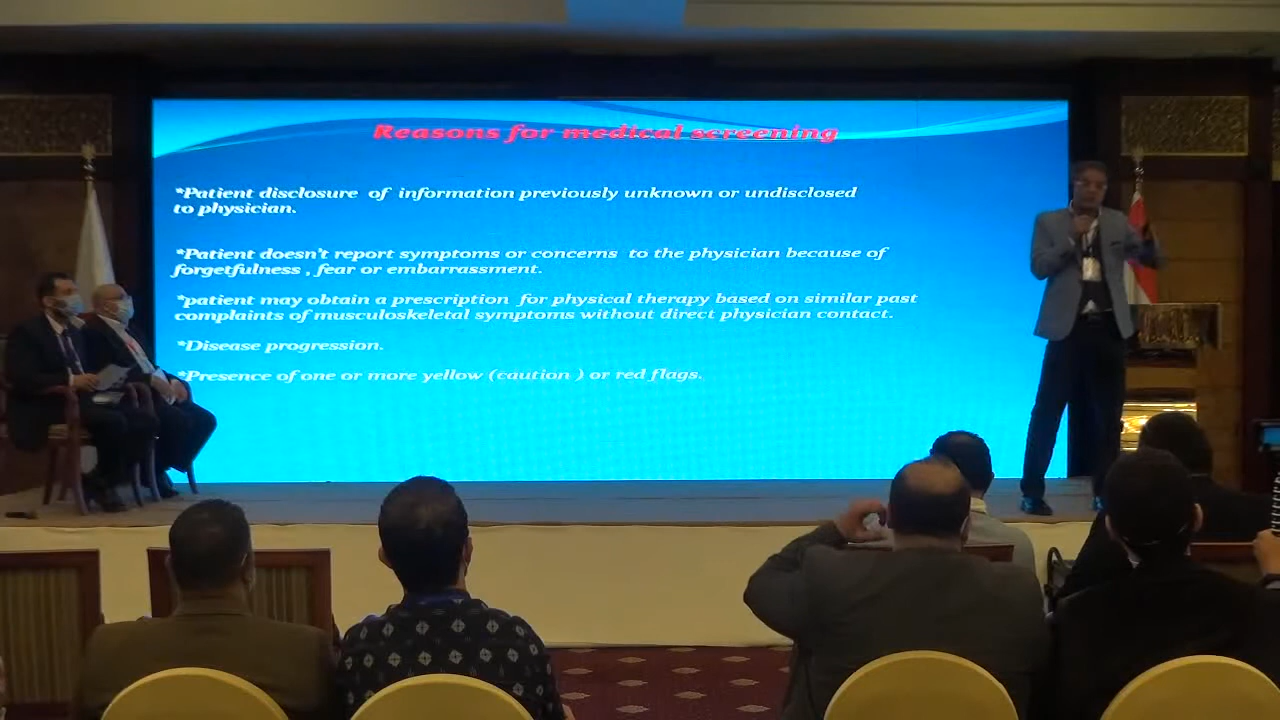 Reasons for medical screening
*Patient disclosure of information previously unknown or undisclosed
to physician.
*Patient doesn't report symptoms or concerns to the physician because of
forgetfulness , fear or embarrassment.
*patient may obtain a prescription for physical therapy based on similar past
complaints of musculoskeletal symptoms without direct physician contact.
*Disease progression.
*Presence of one or more yellow (caution ) or red flags.